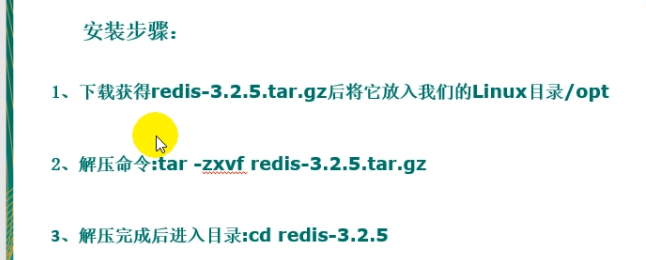 安装步骤：
1、下载获得redis-3.2.5.tar.gz后将它放入我们的Linux目录/opt
2、解压命令:tar -zxvf redis-3.2.5.tar.gz
3、解压完成后进入目录:cd redis-3.2.5